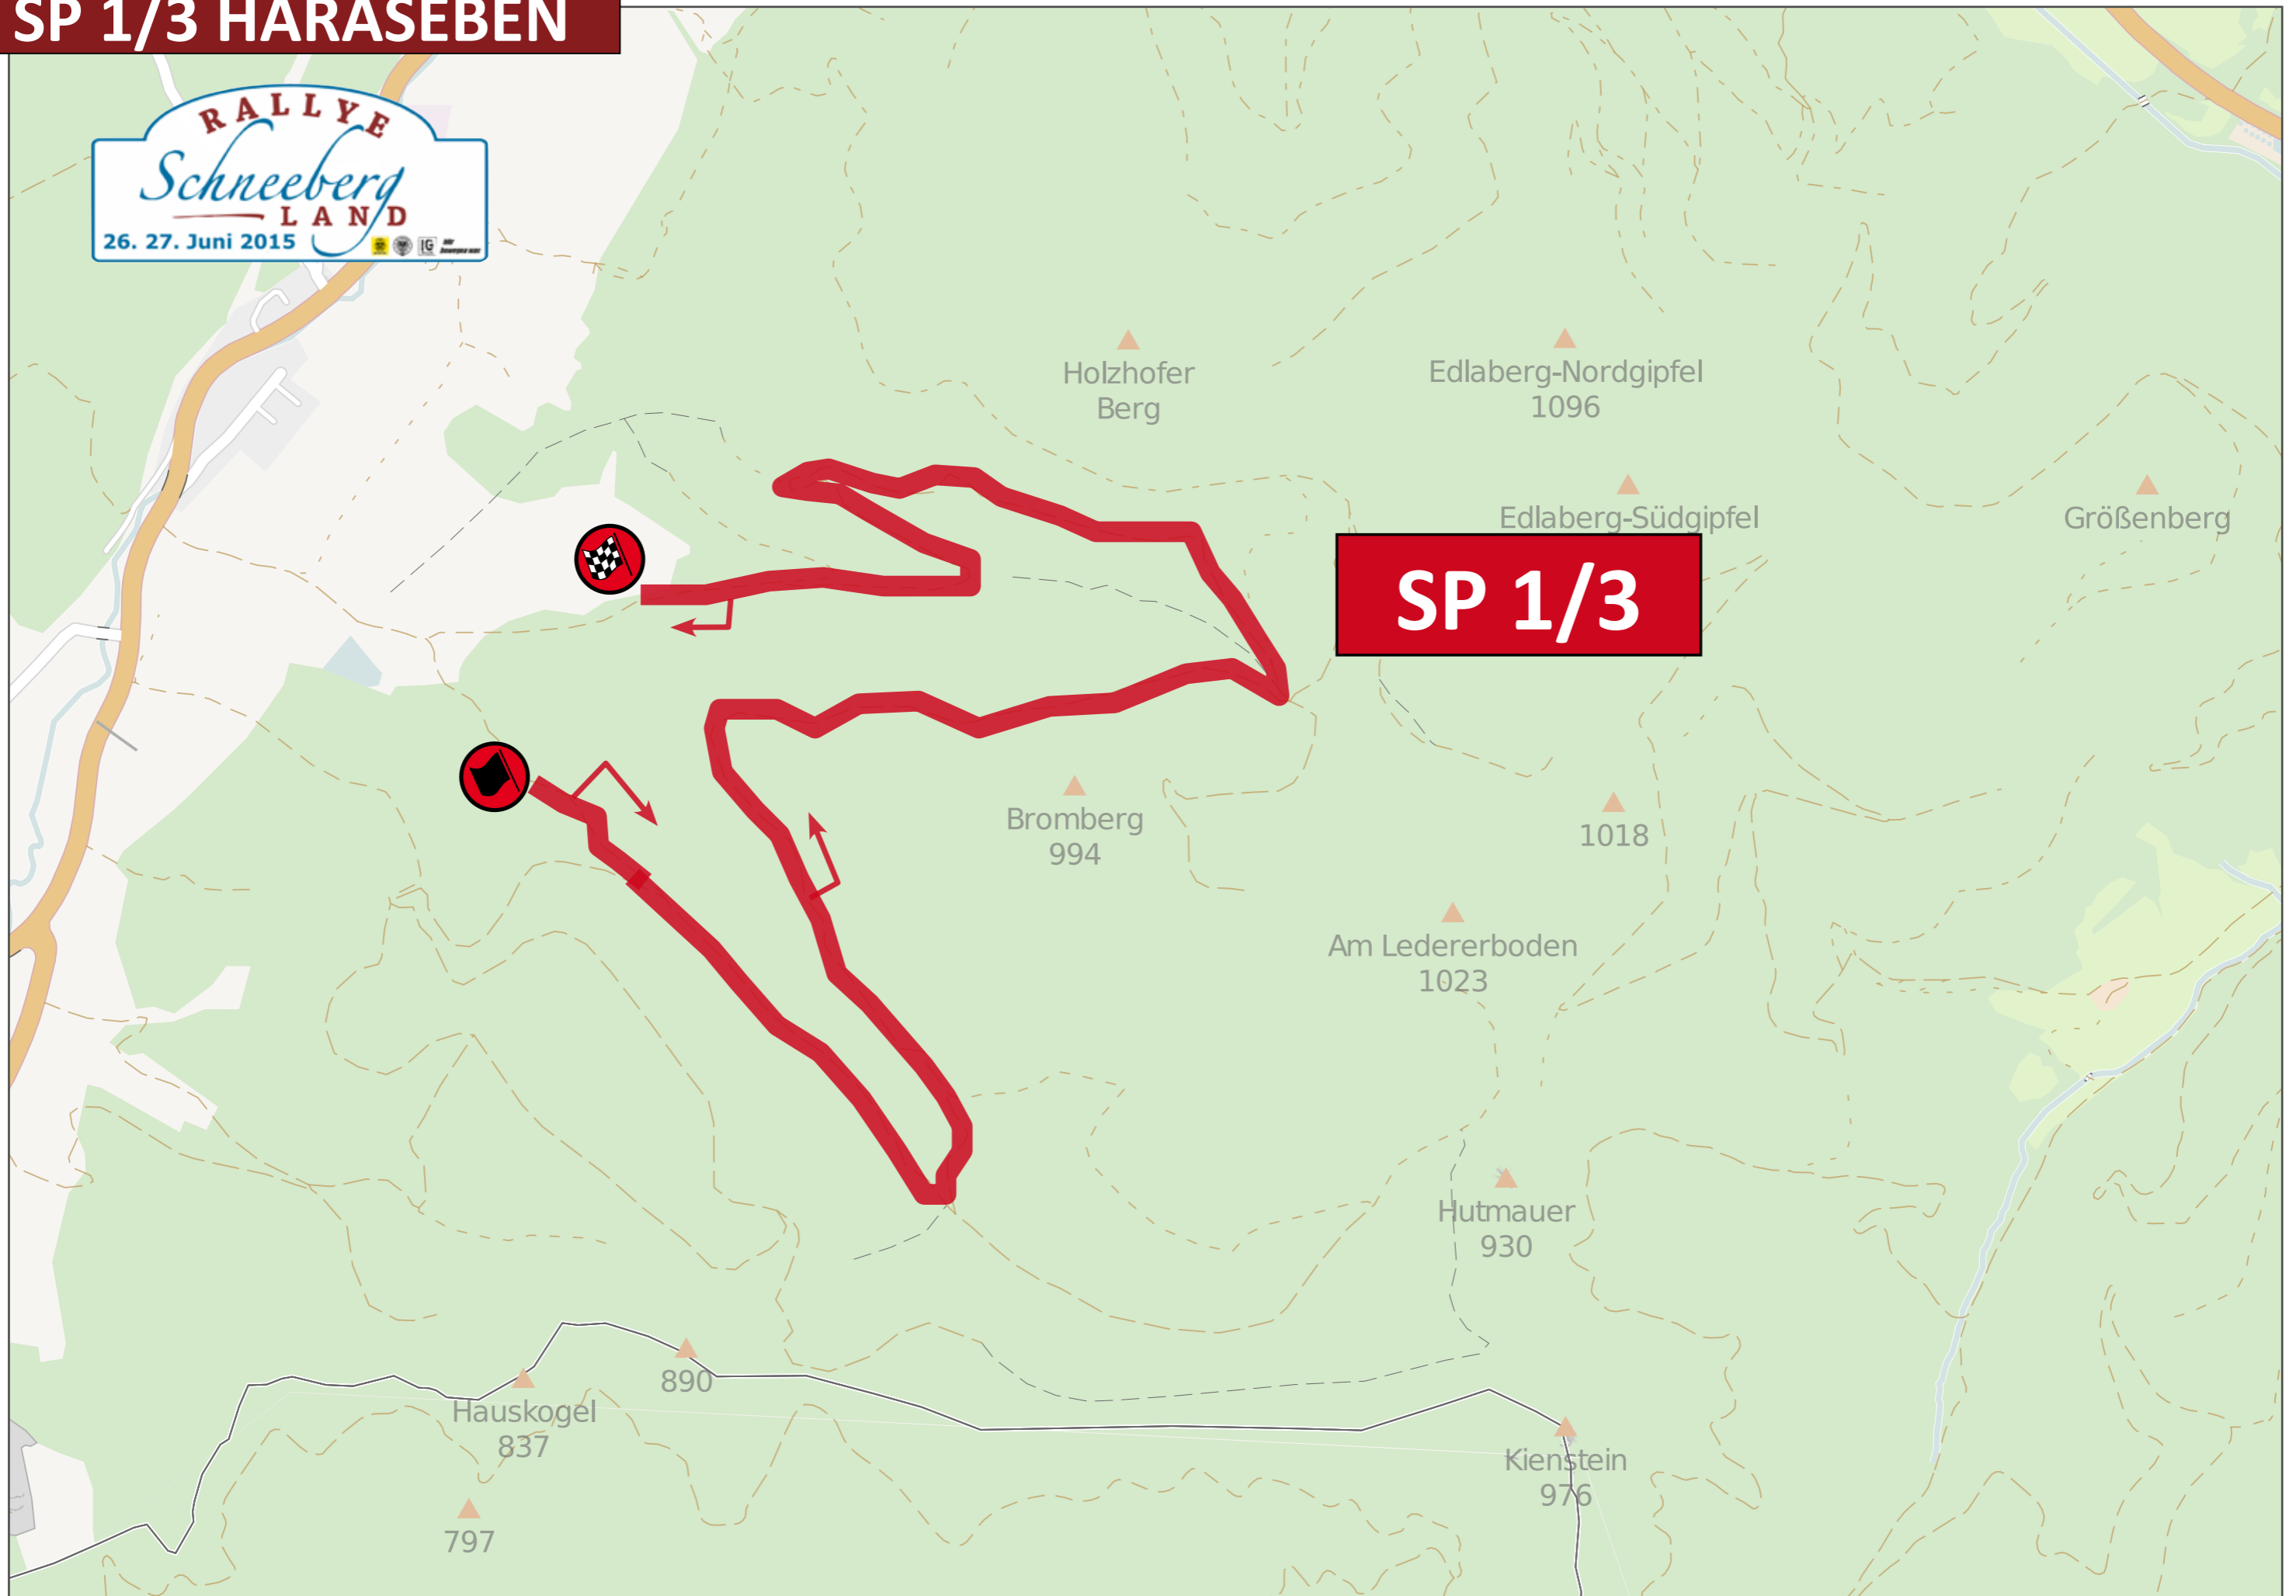 SP 1/3 HARASEBEN
RALLYE
Schneeberg
LAND
26. 27. Juni 2015
IG
Holzhofer
Berg
Edlaberg-Nordgipfel
1096
Edlaberg-Südgipfel
Größenberg
SP 1/3
Bromberg
994
1018
Am Ledererboden
1023
Hutmauer
930
890
Hauskogel
837
Kienstein
976
797